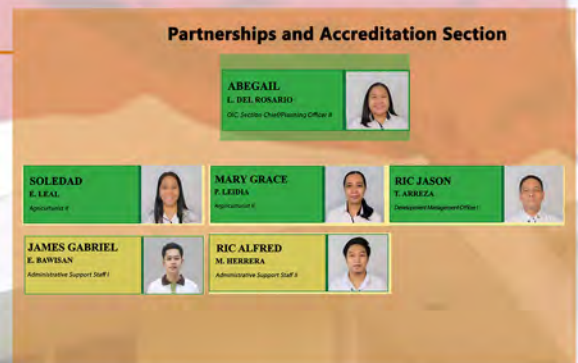 Partnerships and Accreditation Section
ABEGAIL
L. DEL ROSARIO
OIC, Section Chief/Planning Officer II
SOLEDAD
E. LEAL
Agriculturist II
MARY GRACE
P. LEIDIA
Agriculturist II
RIC JASON
T. ARREZA
Development Management Officer I
JAMES GABRIEL
E. BAWISAN
Administrative Support Staff I
RIC ALFRED
M. HERRERA
Administrative Support Staff II